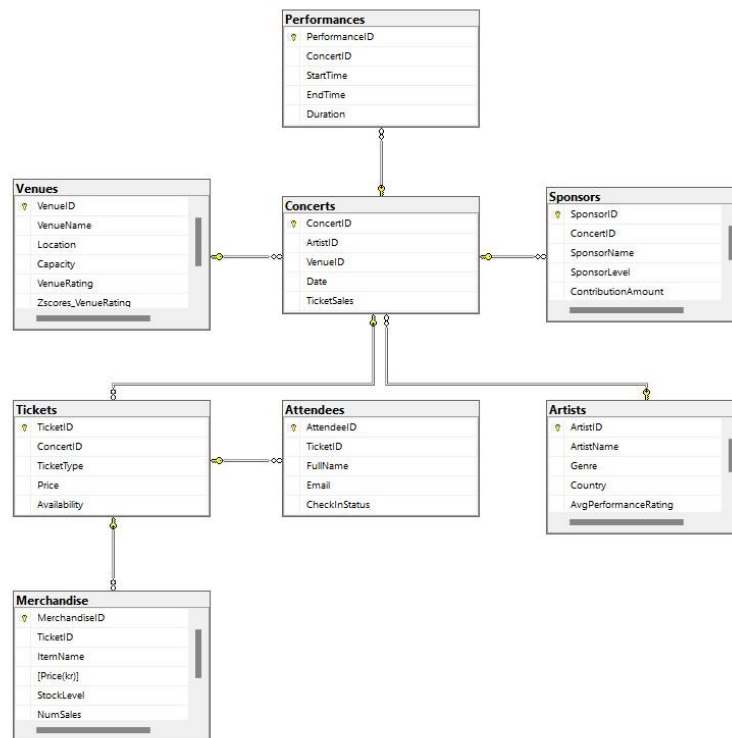 Performances
PerformanceID
ConcertID
StartTime
EndTime
Duration
Venues
VenueID
VenueName
Location
Capacity
VenueRating
Zscores_VenueRating
Concerts
ConcertID
ArtistID
VenueID
Date
TicketSales
Sponsors
SponsorID
ConcertID
SponsorName
SponsorLevel
ContributionAmount
Tickets
TicketID
ConcertID
TicketType
Price
Availability
Attendees
AttendeeID
TicketID
FullName
Email
CheckInStatus
Artists
ArtistID
ArtistName
Genre
Country
AvgPerformanceRating
Merchandise
MerchandiseID
TicketID
ItemName
[Price(kr)]
StockLevel
NumSales